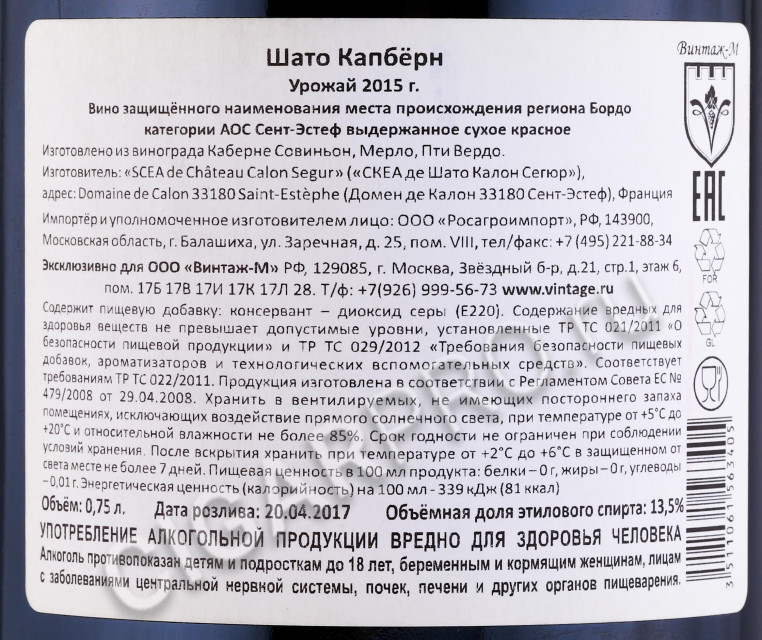 Шато Капбёрн
Урожай 2015 г.
Вино защищённого наименования места происхождения региона Бордо
категории АОС Сент-Эстеф выдержанное сухое красное
Изготовлено из винограда Каберне Совиньон, Мерло, Пти Вердо.
Изготовитель: «SCEA de Château Calon Segur» («СКЕА де Шато Калон Сегюр»),
адрес: Domaine de Calon 33180 Saint-Estèphe (Домен де Калон 33180 Сент-Эстеф), Франция
Импортёр и уполномоченное изготовителем лицо: ООО «Росагроимпорт», РФ, 143900,
Московская область, г. Балашиха, ул. Заречная, д. 25, пом. VIII, тел/факс: +7 (495) 221-88-34
Эксклюзивно для ООО «Винтаж-М» РФ, 129085, г. Москва, Звёздный б-р, д.21, стр.1, этаж 6,
пом. 17Б 17В 17И 17К 17Л 28. Т/ф: +7(926) 999-56-73 www.vintage.ru
Содержит пищевую добавку: консервант – диоксид серы (Е220). Содержание вредных для
здоровья веществ не превышает допустимые уровни, установленные ТР ТС 021/2011 «О
безопасности пищевой продукции» и ТР ТС 029/2012 «Требования безопасности пищевых
добавок, ароматизаторов и технологических вспомогательных средств». Соответствует
требованиям ТР ТС 022/2011. Продукция изготовлена в соответствии с Регламентом Совета ЕС №
479/2008 от 29.04.2008. Хранить в вентилируемых, не имеющих постороннего запаха
помещениях, исключающих воздействие прямого солнечного света, при температуре от +5°С до
+20°С и относительной влажности не более 85%. Срок годности не ограничен при соблюдении
условий хранения. После вскрытия хранить при температуре от +2°С до +6°С в защищенном от
света месте не более 7 дней. Пищевая ценность в 100 мл продукта: белки – 0 г, жиры – 0 г, углеводы
– 0,01 г. Энергетическая ценность (калорийность) на 100 мл - 339 кДж (81 ккал)
Объём: 0,75 л. Дата розлива: 20.04.2017 Объёмная доля этилового спирта: 13,5%
УПОТРЕБЛЕНИЕ АЛКОГОЛЬНОЙ ПРОДУКЦИИ ВРЕДНО ДЛЯ ЗДОРОВЬЯ ЧЕЛОВЕКА
Алкоголь противопоказан детям и подросткам до 18 лет, беременным и кормящим женщинам, лицам
с заболеваниями центральной нервной системы, почек, печени и других органов пищеварения.
Винтаж-М
ЕАС
FOR
GL
3 511061 563405
CIGARPRO.ru